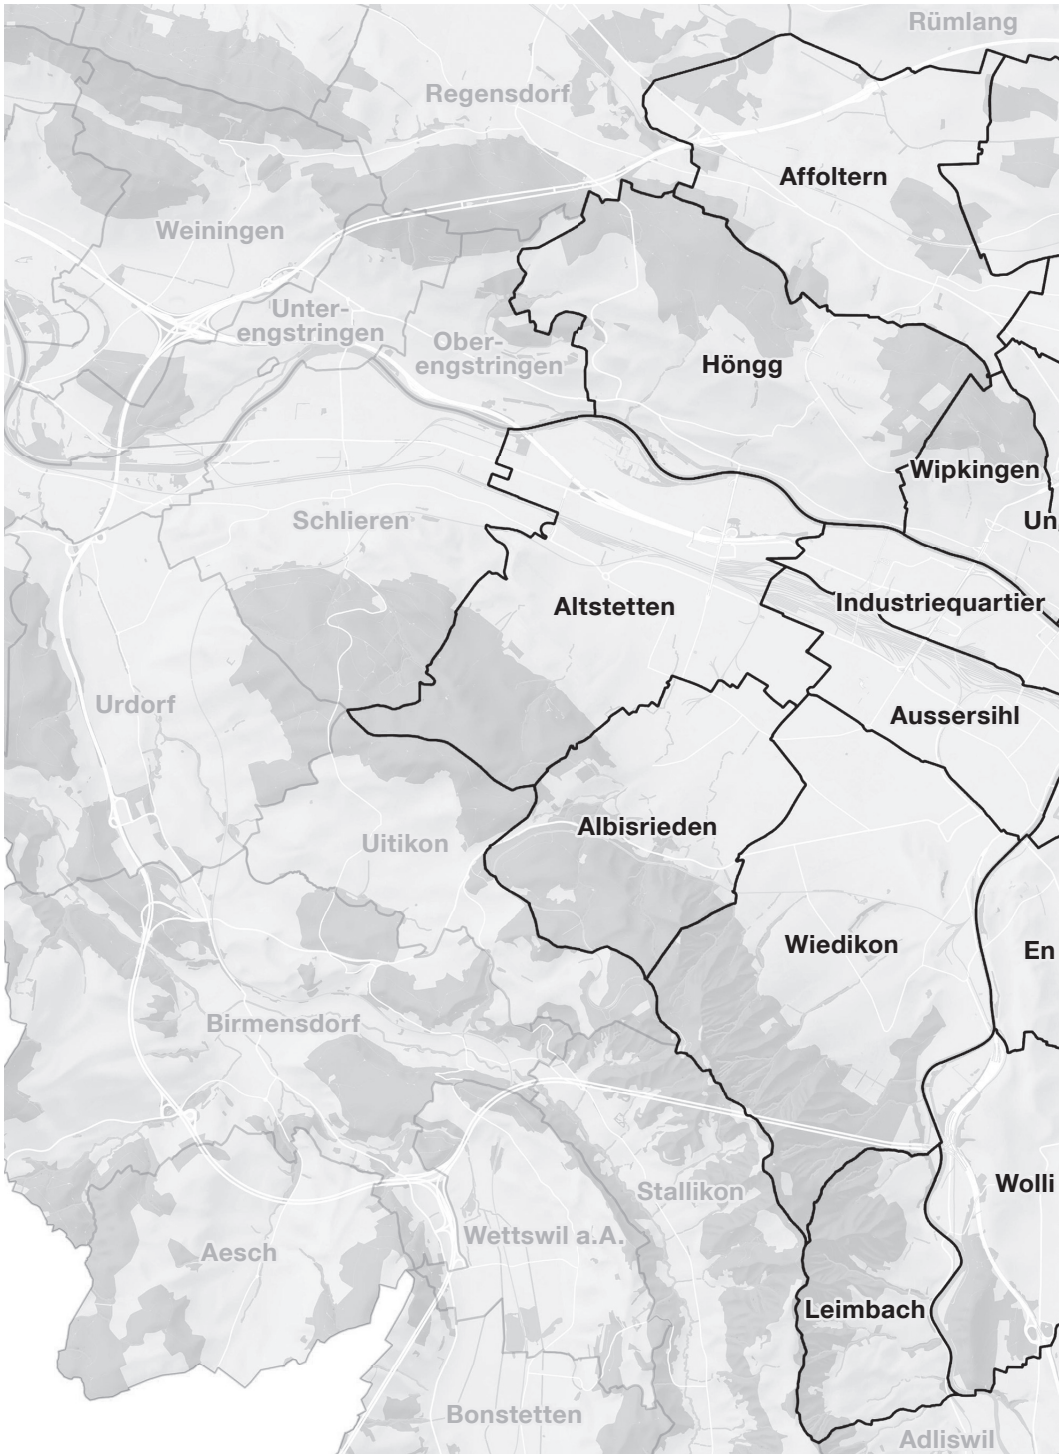 Rümlang
Regensdorf
Affoltern
Weiningen
Unter-
engstringen
Ober-
engstringen
Höngg
Wipkingen
Schlieren
Un
Altstetten
Industriequartier
Urdorf
Aussersihl
Albisrieden
Uitikon
Wiedikon
En
Birmensdorf
Stallikon
Wolli
Wettswil a.A.
Aesch
Leimbach
Bonstetten
Adliswil